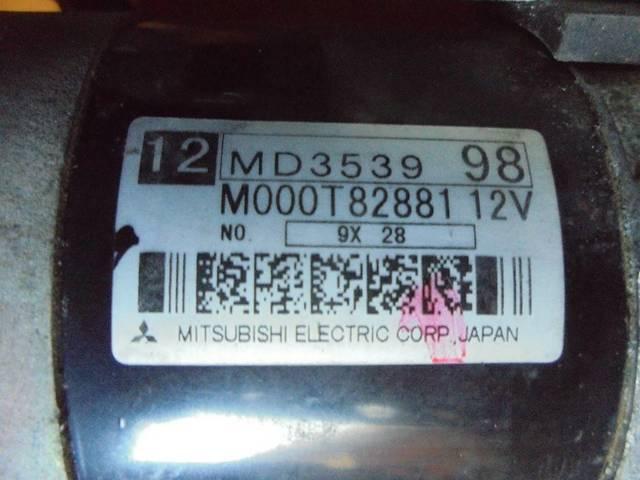 12 MD3539 98
M000T82881 12V
NO. 9X 28
MITSUBISHI ELECTRIC CORP. JAPAN